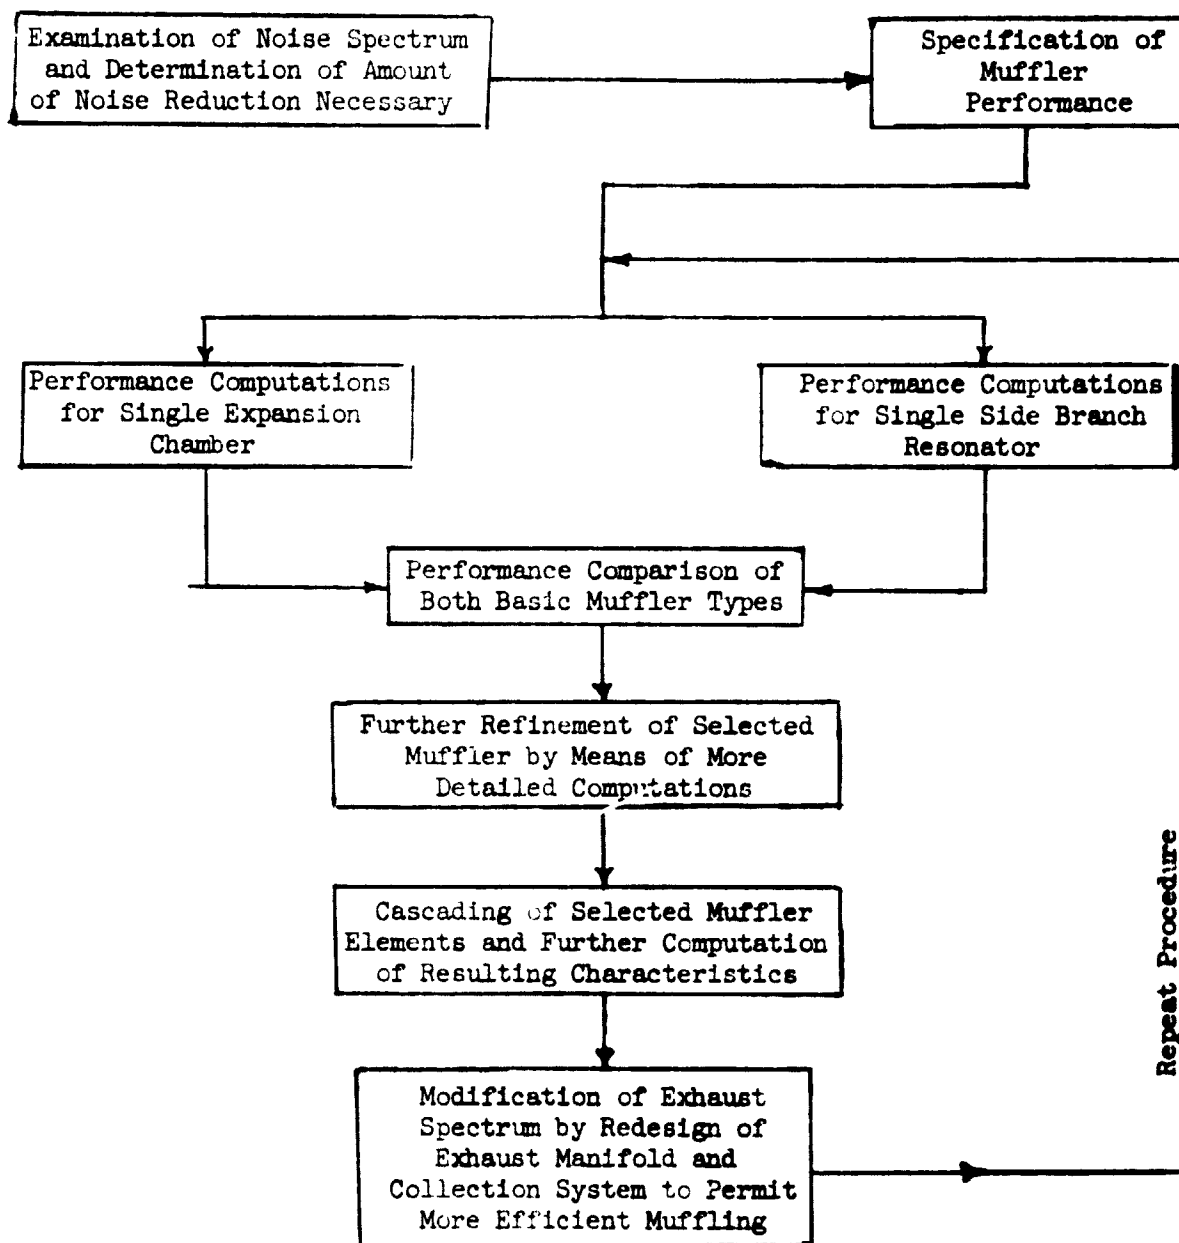 Examination of Noise Spectrum
and Determination of Amount
of Noise Reduction Necessary
Specification of
Muffler
Performance
Performance Computations
for Single Expansion
Chamber
Performance Computations
for Single Side Branch
Resonator
Performance Comparison of
Both Basic Muffler Types
Further Refinement of Selected
Muffler by Means of More
Detailed Computations
Cascading of Selected Muffler
Elements and Further Computation
of Resulting Characteristics
Modification of Exhaust
Spectrum by Redesign of
Exhaust Manifold and
Collection System to Permit
More Efficient Muffling
Repeat Procedure